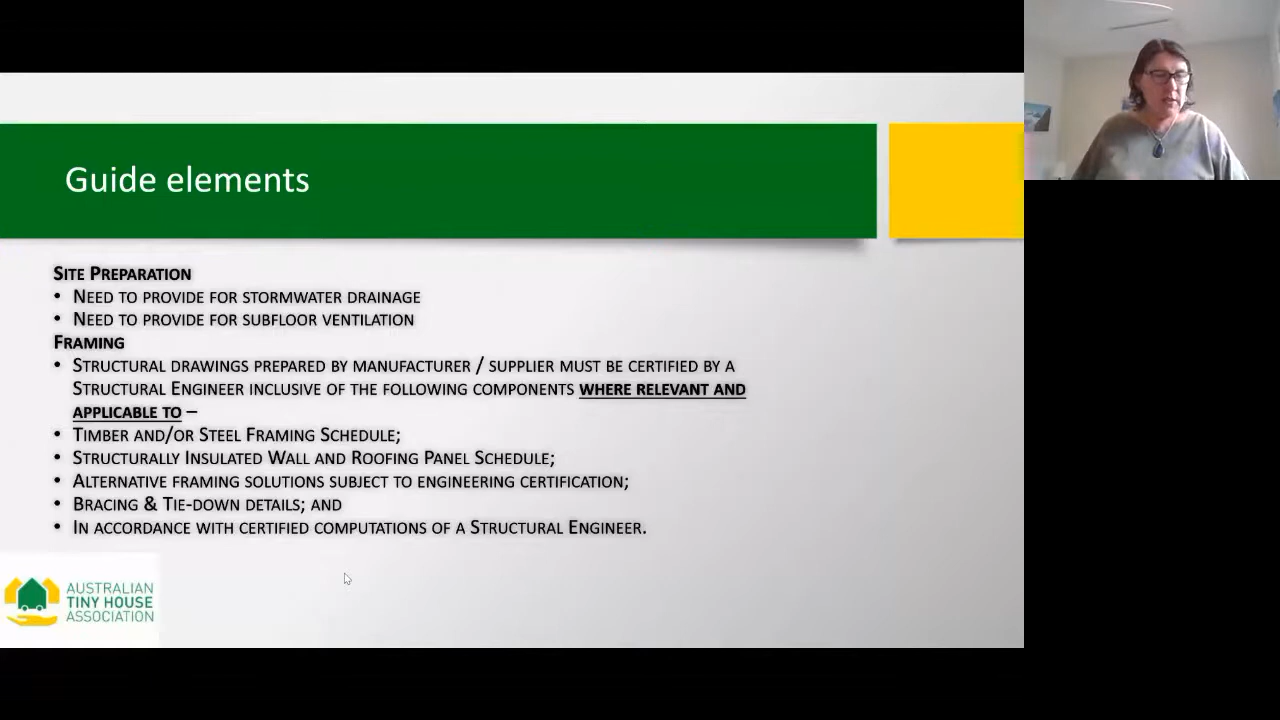 Guide elements
SITE PREPARATION
• NEED TO PROVIDE FOR STORMWATER DRAINAGE
• NEED TO PROVIDE FOR SUBFLOOR VENTILATION
FRAMING
• STRUCTURAL DRAWINGS PREPARED BY MANUFACTURER / SUPPLIER MUST BE CERTIFIED BY A
STRUCTURAL ENGINEER INCLUSIVE OF THE FOLLOWING COMPONENTS WHERE RELEVANT AND
APPLICABLE TO –
• TIMBER AND/OR STEEL FRAMING SCHEDULE;
• STRUCTURALLY INSULATED WALL AND ROOFING PANEL SCHEDULE;
• ALTERNATIVE FRAMING SOLUTIONS SUBJECT TO ENGINEERING CERTIFICATION;
• BRACING & TIE-DOWN DETAILS; AND
• IN ACCORDANCE WITH CERTIFIED COMPUTATIONS OF A STRUCTURAL ENGINEER.
AUSTRALIAN
TINY HOUSE
ASSOCIATION